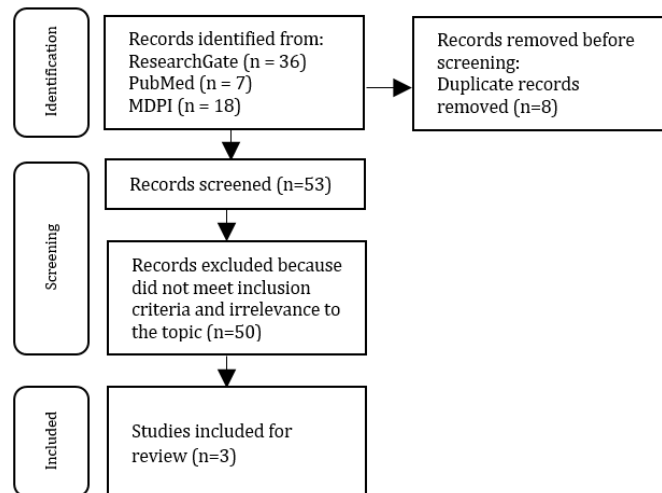 Identification
Records identified from:
ResearchGate (n = 36)
PubMed (n = 7)
MDPI (n = 18)
Records removed before
screening:
Duplicate records
removed (n=8)
Screening
Records screened (n=53)
Records excluded because
did not meet inclusion
criteria and irrelevance to
the topic (n=50)
Included
Studies included for
review (n=3)